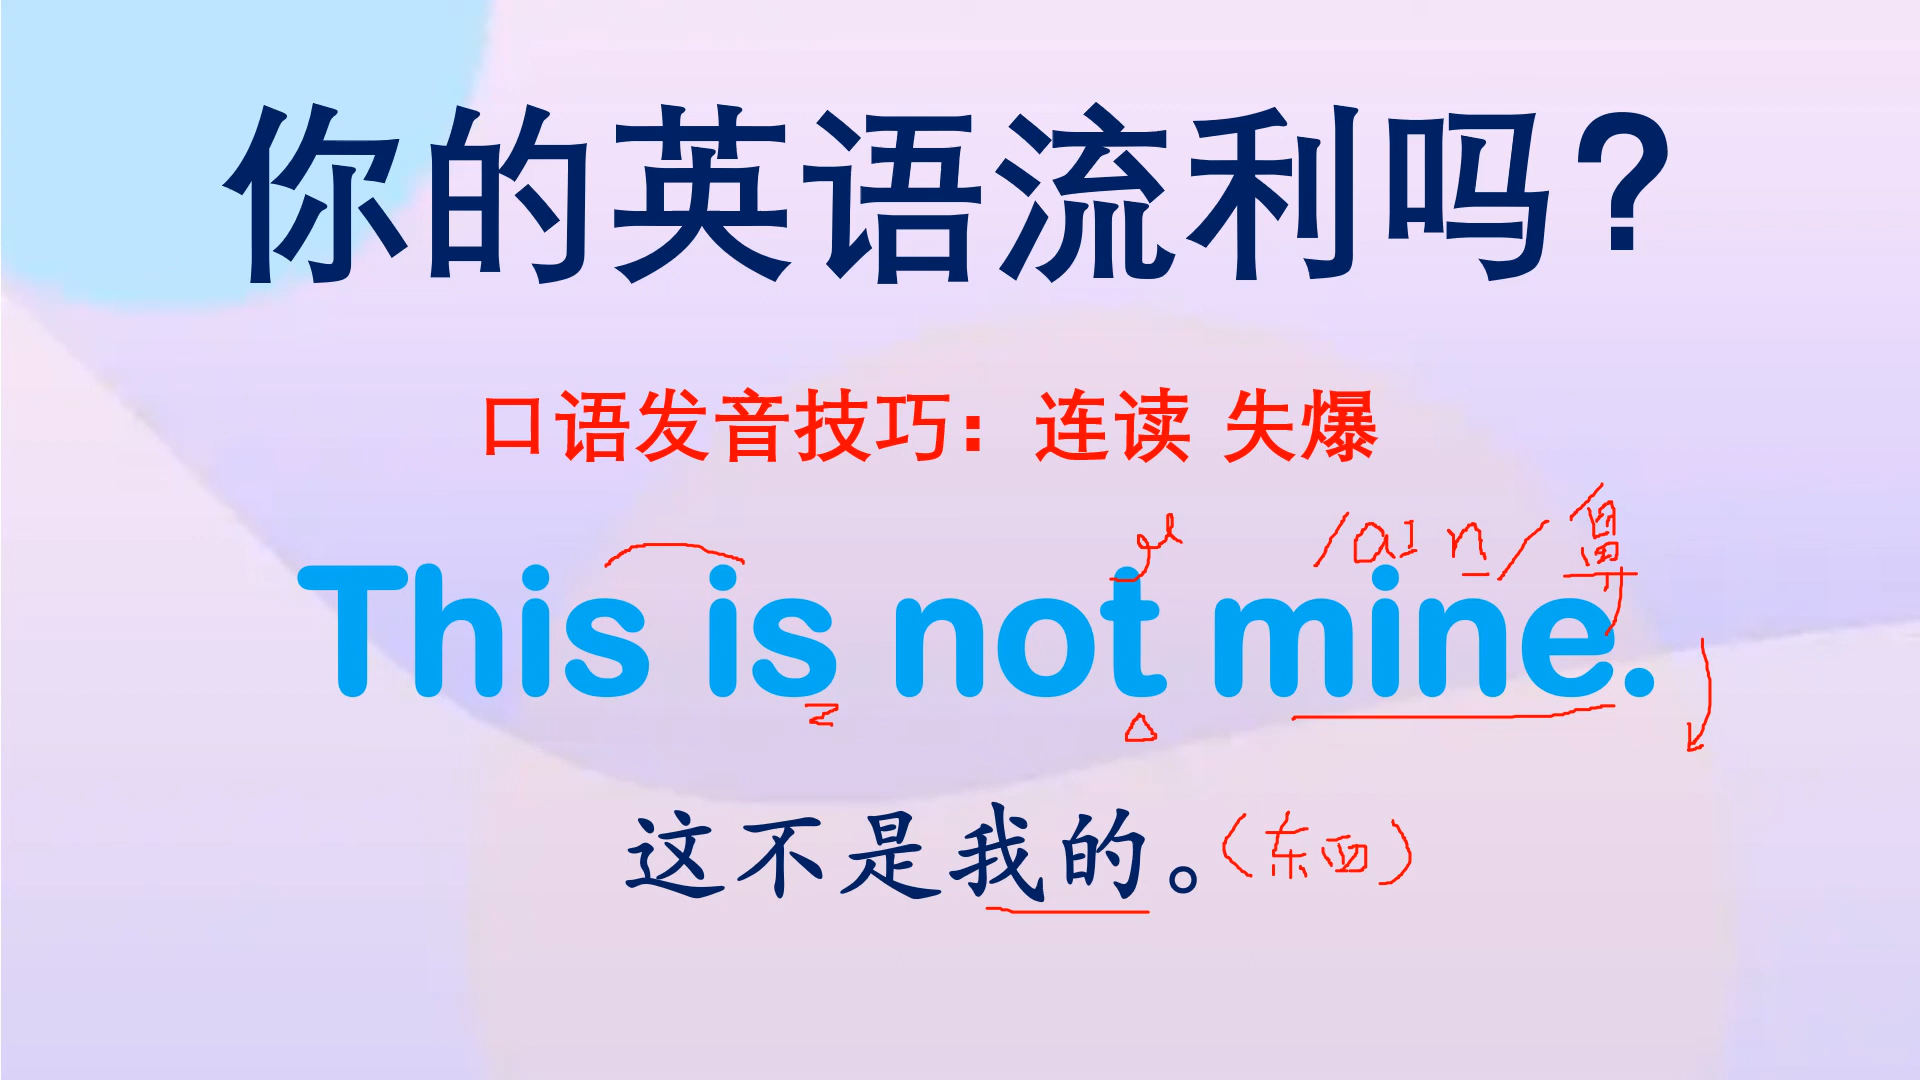 你的英语流利吗？
口语发音技巧：连读 失爆
/aɪn/ 鼻
This is not mine.
z
这不是我的。（东西）